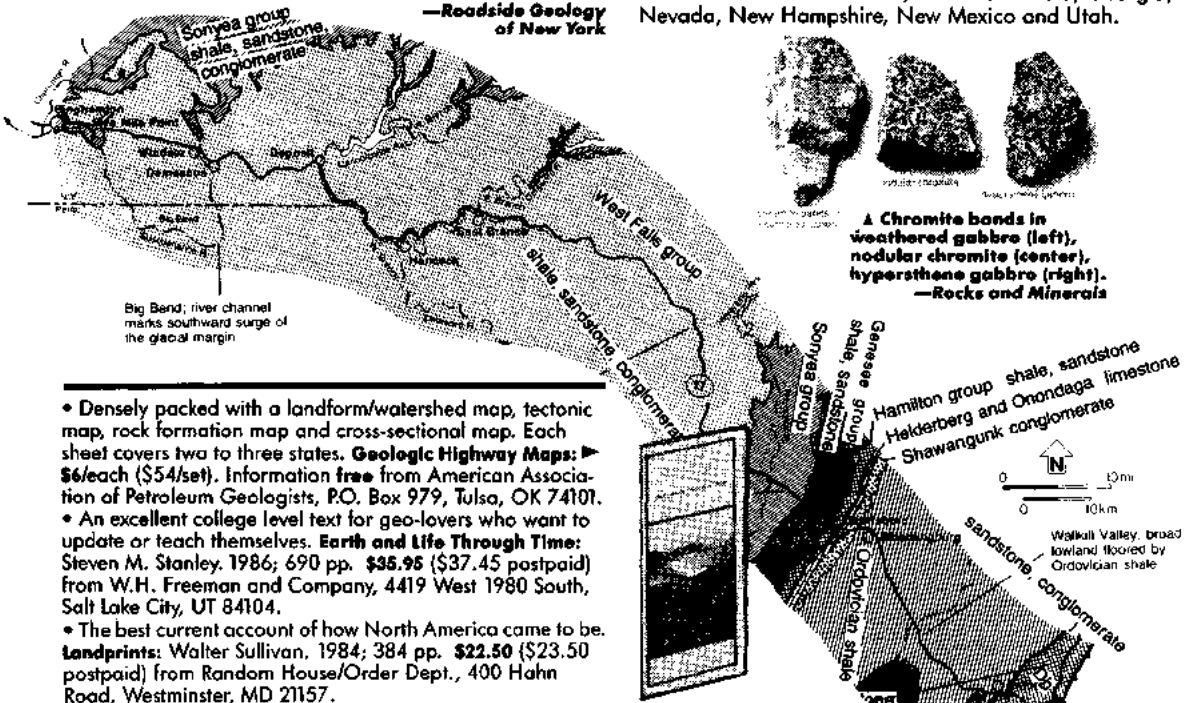 —Roadside Geology
of New York
Nevada, New Hampshire, New Mexico and Utah.
Sonyea group
shale, sandstone,
conglomerate
Windsor
Deposit
Big Bend
Hancock
East Branch
West Falls group
shale, sandstone, conglomerate
Big Bend; river channel
marks southward surge of
the glacial margin
▲ Chromite bands in
weathered gabbro (left),
nodular chromite (center),
hypersthene gabbro (right).
—Rocks and Minerals
• Densely packed with a landform/watershed map, tectonic
map, rock formation map and cross-sectional map. Each
sheet covers two to three states. Geologic Highway Maps: ►
$6/each ($54/set). Information free from American Associa-
tion of Petroleum Geologists, P.O. Box 979, Tulsa, OK 74101.
• An excellent college level text for geo-lovers who want to
update or teach themselves. Earth and Life Through Time:
Steven M. Stanley. 1986; 690 pp. $35.95 ($37.45 postpaid)
from W.H. Freeman and Company, 4419 West 1980 South,
Salt Lake City, UT 84104.
• The best current account of how North America came to be.
Landprints: Walter Sullivan, 1984; 384 pp. $22.50 ($23.50
postpaid) from Random House/Order Dept., 400 Hahn
Road, Westminster, MD 21157.
Sonyea group
Genesee group
shale, sandstone
Hamilton group shale, sandstone
Helderberg and Onondaga limestone
Shawangunk conglomerate
N
0 10mi
0 10km
Wallkill Valley, broad
lowland floored by
Ordovician shale
sandstone, conglomerate
Ordovician shale